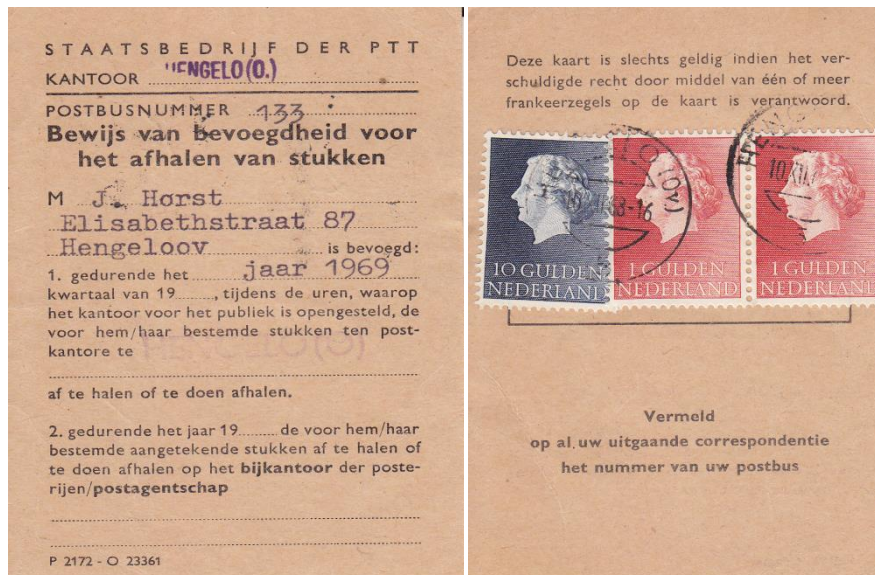 STAATSBEDRIJF DER PTT
KANTOOR HENGELO(O.)
POSTBUSNUMMER 133
Bewijs van bevoegdheid voor
het afhalen van stukken
M J. Horst
Elisabethstraat 87
Hengeloov is bevoegd:
1. gedurende het jaar 1969
kwartaal van 19........, tijdens de uren, waarop
het kantoor voor het publiek is opengesteld, de
voor hem/haar bestemde stukken ten post-
kantore te HENGELO(O)
af te halen of te doen afhalen.
2. gedurende het jaar 19........ de voor hem/haar
bestemde aangetekende stukken af te halen of
te doen afhalen op het bijkantoor der poste-
rijen/postagentschap
P 2172 - O 23361
Deze kaart is slechts geldig indien het ver-
schuldigde recht door middel van één of meer
frankeerzegels op de kaart is verantwoord.
10 GULDEN
NEDERLAND
1 GULDEN
NEDERLAND
1 GULDEN
NEDERLAND
Vermeld
op al uw uitgaande correspondentie
het nummer van uw postbus